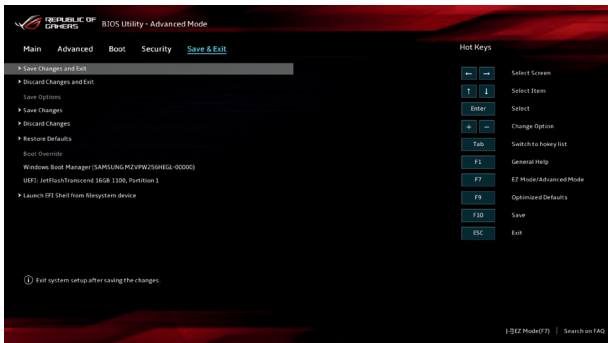 REPUBLIC OF
GAMERS
BIOS Utility - Advanced Mode
Main Advanced Boot Security Save & Exit
Save Changes and Exit
Discard Changes and Exit
Save Options
Save Changes
Discard Changes
Restore Defaults
Boot Override
Windows Boot Manager (SAMSUNG MZVPW256HEGL-00000)
UEFI: JetFlashTranscend 16GB 1100, Partition 1
Launch EFI Shell from filesystem device
Exit system setup after saving the changes.
Hot Keys
← → Select Screen
↑ ↓ Select Item
Enter Select
+ − Change Option
Tab Switch to hokey list
F1 General Help
F7 EZ Mode/Advanced Mode
F9 Optimized Defaults
F10 Save
ESC Exit
EZ Mode(F7) | Search on FAQ